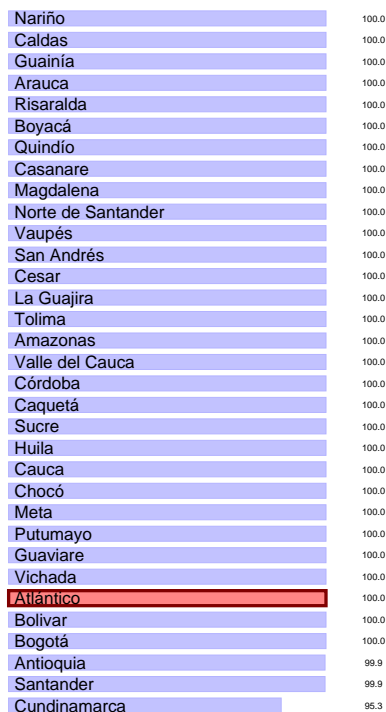 Nariño 100.0
Caldas 100.0
Guainía 100.0
Arauca 100.0
Risaralda 100.0
Boyacá 100.0
Quindío 100.0
Casanare 100.0
Magdalena 100.0
Norte de Santander 100.0
Vaupés 100.0
San Andrés 100.0
Cesar 100.0
La Guajira 100.0
Tolima 100.0
Amazonas 100.0
Valle del Cauca 100.0
Córdoba 100.0
Caquetá 100.0
Sucre 100.0
Huila 100.0
Cauca 100.0
Chocó 100.0
Meta 100.0
Putumayo 100.0
Guaviare 100.0
Vichada 100.0
Atlántico 100.0
Bolivar 100.0
Bogotá 100.0
Antioquia 99.9
Santander 99.9
Cundinamarca 95.3